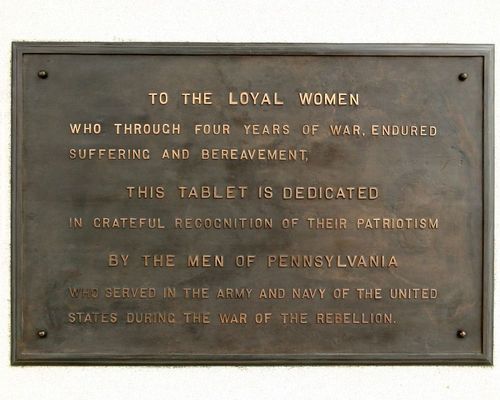 TO THE LOYAL WOMEN
WHO THROUGH FOUR YEARS OF WAR, ENDURED
SUFFERING AND BEREAVEMENT,
THIS TABLET IS DEDICATED
IN GRATEFUL RECOGNITION OF THEIR PATRIOTISM
BY THE MEN OF PENNSYLVANIA
WHO SERVED IN THE ARMY AND NAVY OF THE UNITED
STATES DURING THE WAR OF THE REBELLION.